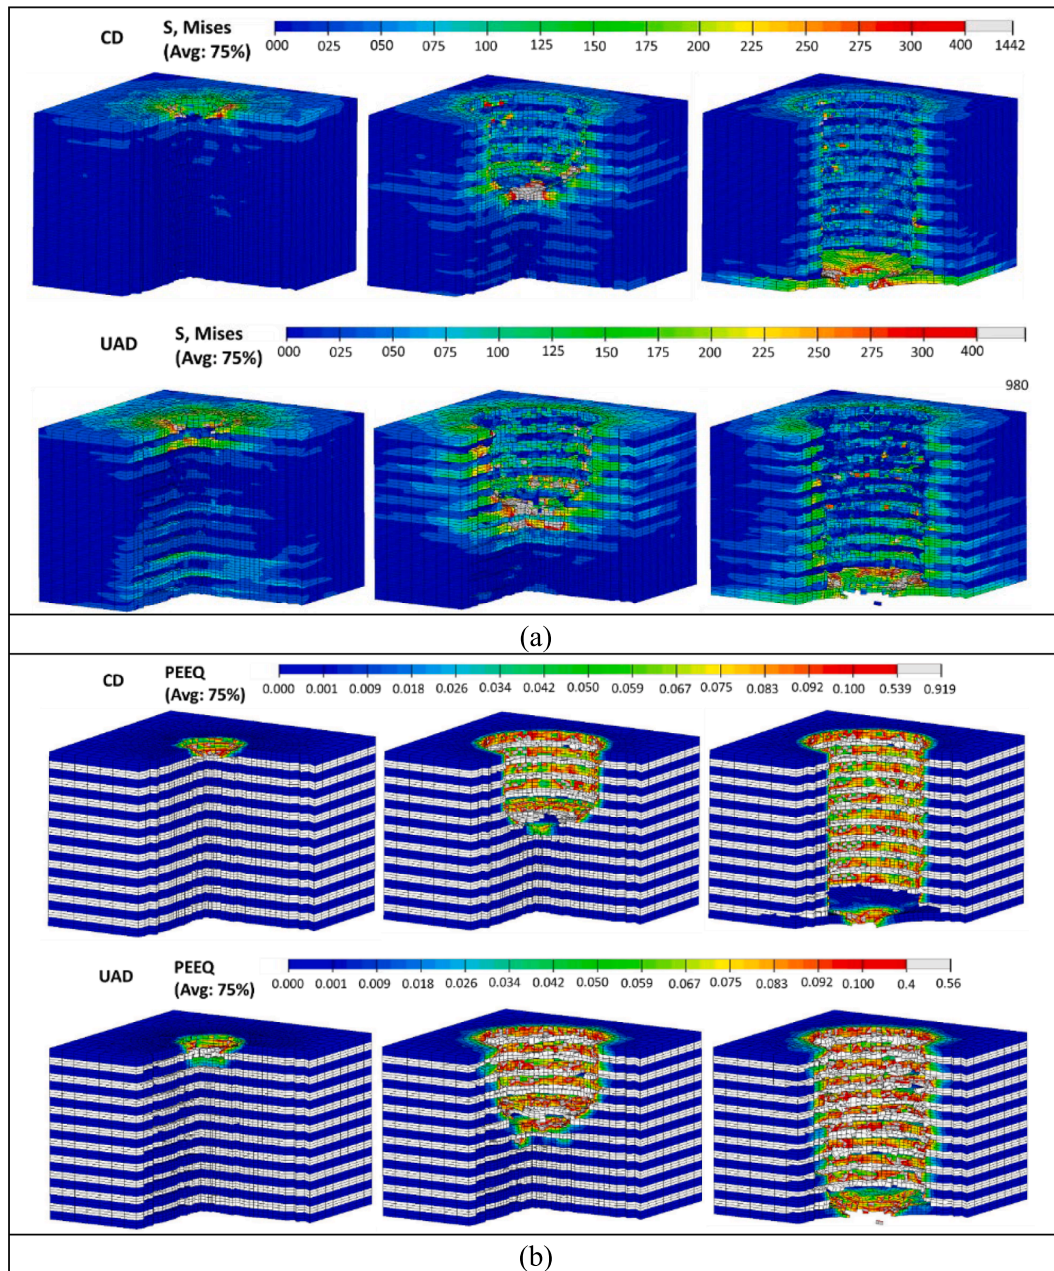 CD S, Mises
(Avg: 75%)
000 025 050 075 100 125 150 175 200 225 250 275 300 400 1442
UAD S, Mises
(Avg: 75%)
000 025 050 075 100 125 150 175 200 225 250 275 300 400
980
(a)
CD PEEQ
(Avg: 75%)
0.000 0.001 0.009 0.018 0.026 0.034 0.042 0.050 0.059 0.067 0.075 0.083 0.092 0.100 0.539 0.919
UAD PEEQ
(Avg: 75%)
0.000 0.001 0.009 0.018 0.026 0.034 0.042 0.050 0.059 0.067 0.075 0.083 0.092 0.100 0.4 0.56
(b)